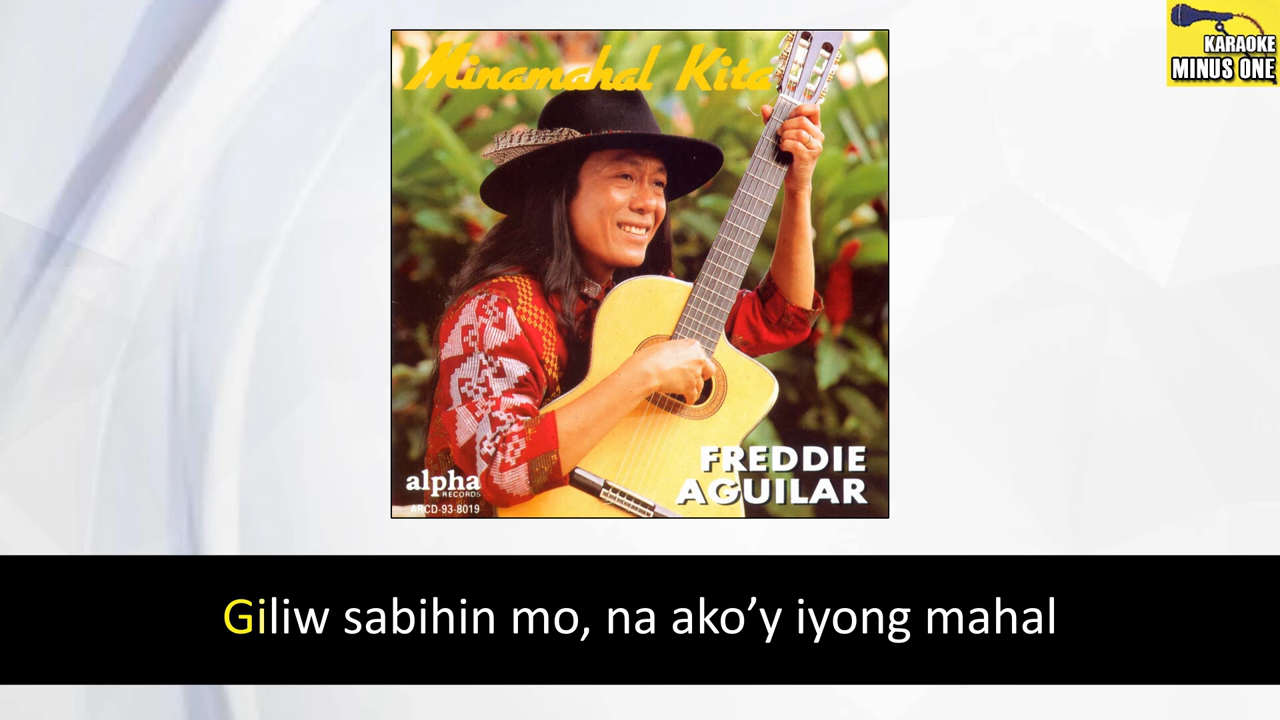 KARAOKE
MINUS ONE
Minamahal Kita
FREDDIE
AGUILAR
alpha
RECORDS
ARCD-93-8019
Giliw sabihin mo, na ako’y iyong mahal